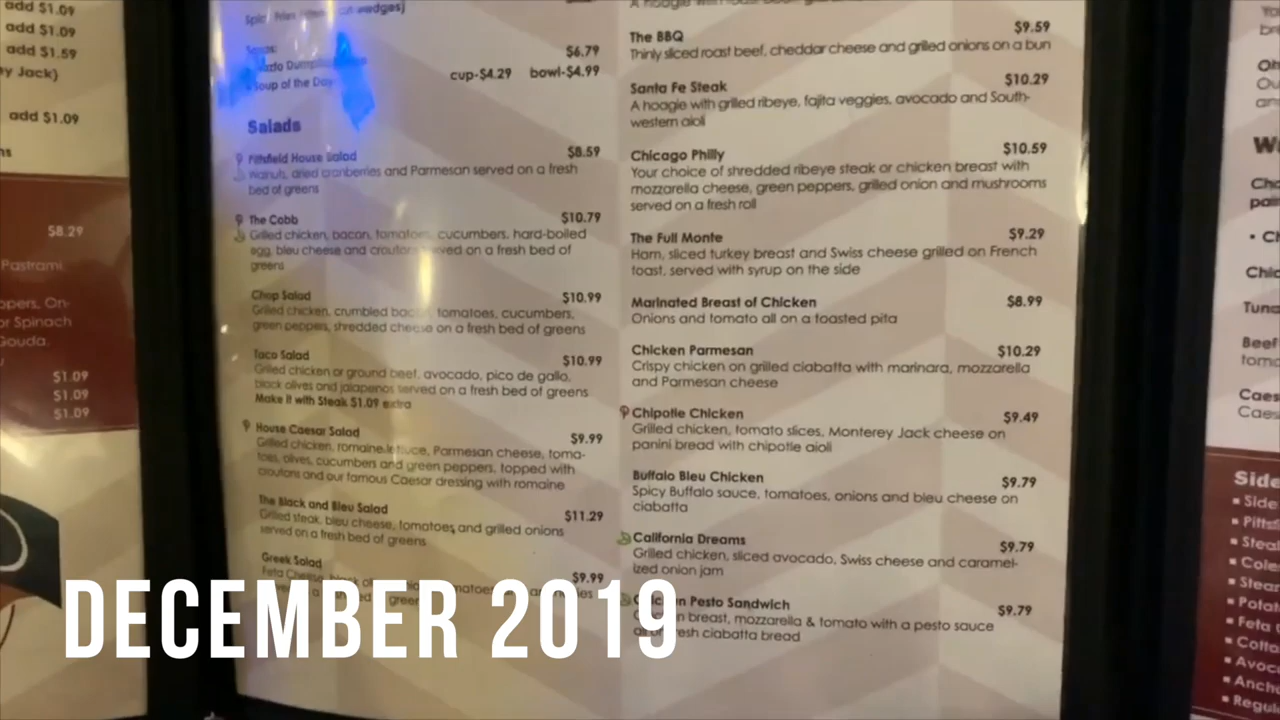 add $1.09
add $1.09
add $1.59
Jack)
add $1.09
$8.29
Pastrami.
On-
Spinach
Gouda.
$1.09
$1.09
$1.09
$6.79
Soup of the Day cup-$4.29 bowl-$4.99
Salads
Pittsfield House Salad $8.59
Walnuts, dried cranberries and Parmesan served on a fresh
bed of greens
The Cobb $10.79
Grilled chicken, bacon, tomatoes, cucumbers, hard-boiled
egg, bleu cheese and croutons served on a fresh bed of
greens
Chop Salad $10.99
Grilled chicken, crumbled bacon, tomatoes, cucumbers,
green peppers, shredded cheese on a fresh bed of greens
Taco Salad $10.99
Grilled chicken or ground beef, avocado, pico de gallo,
black olives and jalapenos served on a fresh bed of greens
Make it with Steak $1.09 extra
House Caesar Salad $9.99
Grilled chicken, romaine lettuce, Parmesan cheese, toma-
toes, olives, cucumbers and green peppers, topped with
croutons and our famous Caesar dressing with romaine
The Black and Bleu Salad $11.29
Grilled steak, bleu cheese, tomatoes and grilled onions
served on a fresh bed of greens
Greek Salad $9.99
Feta Cheese,
The BBQ $9.59
Thinly sliced roast beef, cheddar cheese and grilled onions on a bun
Santa Fe Steak $10.29
A hoagie with grilled ribeye, fajita veggies, avocado and South-
western aioli
Chicago Philly $10.59
Your choice of shredded ribeye steak or chicken breast with
mozzarella cheese, green peppers, grilled onion and mushrooms
served on a fresh roll
The Full Monte $9.29
Ham, sliced turkey breast and Swiss cheese grilled on French
toast, served with syrup on the side
Marinated Breast of Chicken $8.99
Onions and tomato all on a toasted pita
Chicken Parmesan $10.29
Crispy chicken on grilled ciabatta with marinara, mozzarella
and Parmesan cheese
Chipotle Chicken $9.49
Grilled chicken, tomato slices, Monterey Jack cheese on
panini bread with chipotle aioli
Buffalo Bleu Chicken $9.79
Spicy Buffalo sauce, tomatoes, onions and bleu cheese on
ciabatta
California Dreams $9.79
Grilled chicken, sliced avocado, Swiss cheese and caramel-
ized onion jam
Chicken Pesto Sandwich $9.79
Chicken breast, mozzarella & tomato with a pesto sauce
fresh ciabatta bread
Beef
Side
DECEMBER 2019